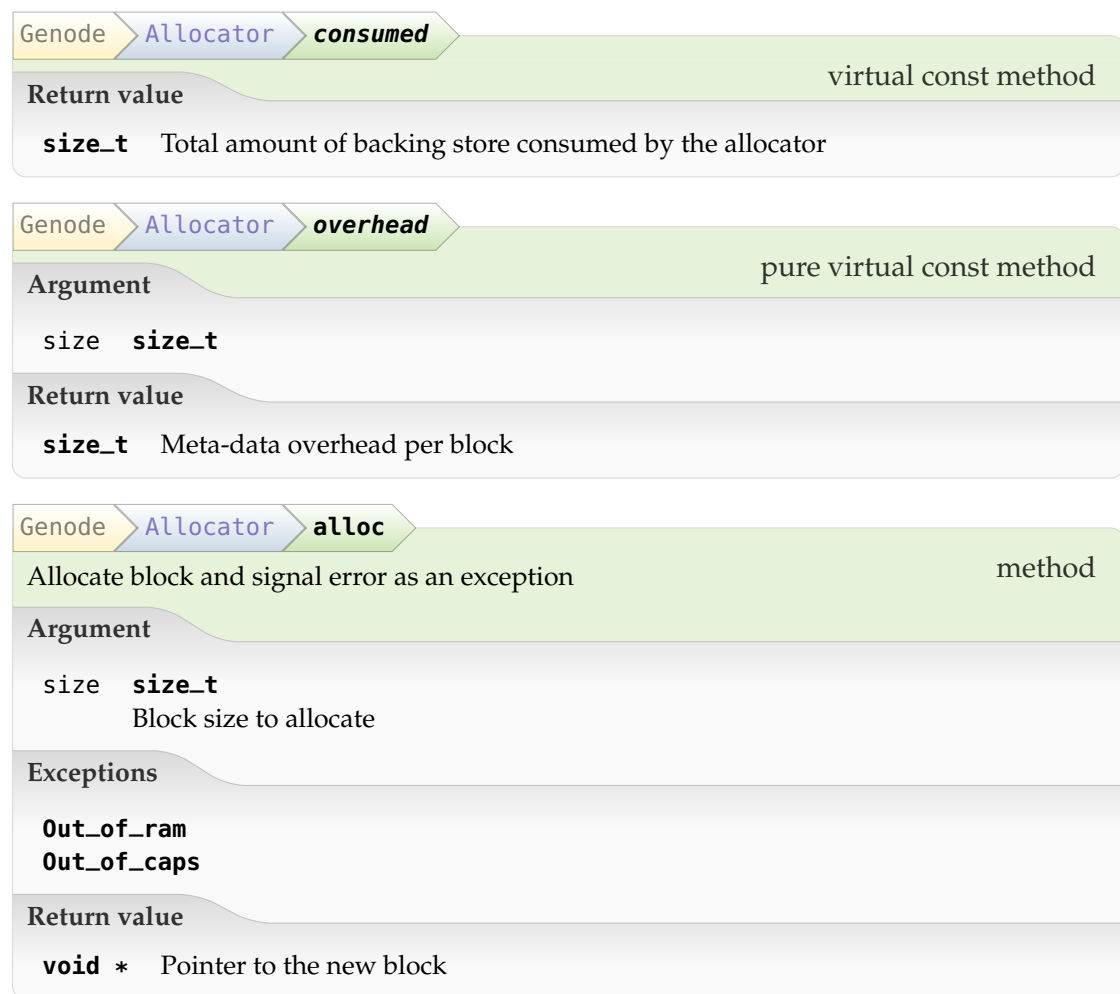 Genode Allocator consumed
virtual const method
Return value
size_t Total amount of backing store consumed by the allocator
Genode Allocator overhead
pure virtual const method
Argument
size size_t
Return value
size_t Meta-data overhead per block
Genode Allocator alloc
method
Allocate block and signal error as an exception
Argument
size size_t
Block size to allocate
Exceptions
Out_of_ram
Out_of_caps
Return value
void * Pointer to the new block